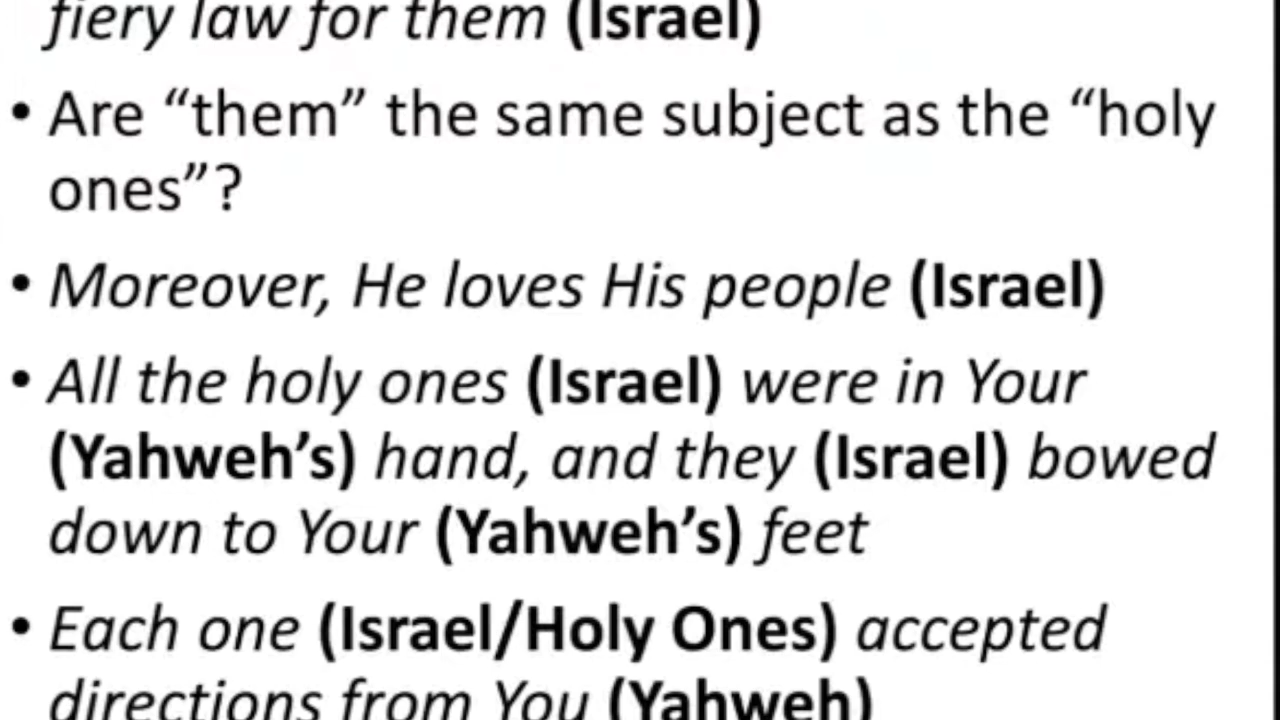 fiery law for them (Israel)
• Are “them” the same subject as the “holy
ones”?
• Moreover, He loves His people (Israel)
• All the holy ones (Israel) were in Your
(Yahweh’s) hand, and they (Israel) bowed
down to Your (Yahweh’s) feet
• Each one (Israel/Holy Ones) accepted
directions from You (Yahweh)